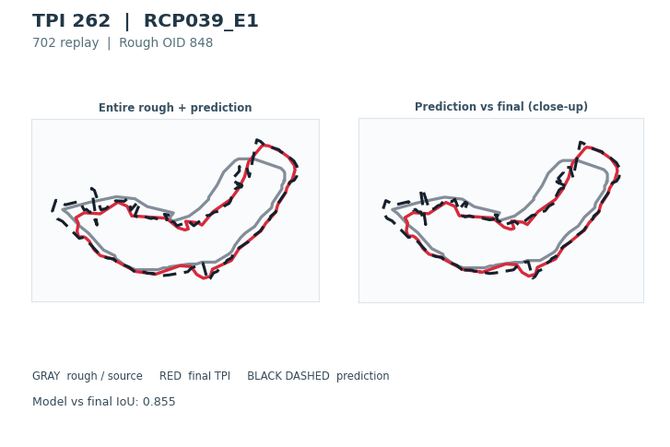 TPI 262 | RCP039_E1
702 replay | Rough OID 848
Entire rough + prediction
Prediction vs final (close-up)
GRAY rough / source RED final TPI BLACK DASHED prediction
Model vs final IoU: 0.855